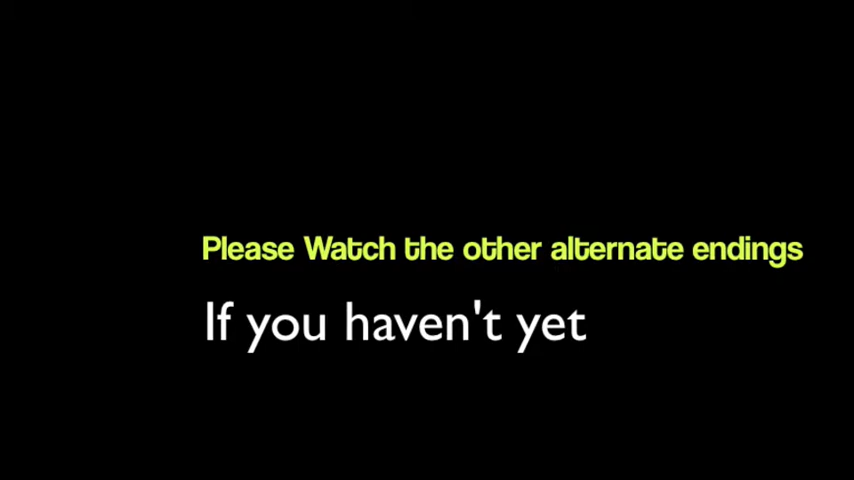 Please Watch the other alternate endings
If you haven't yet